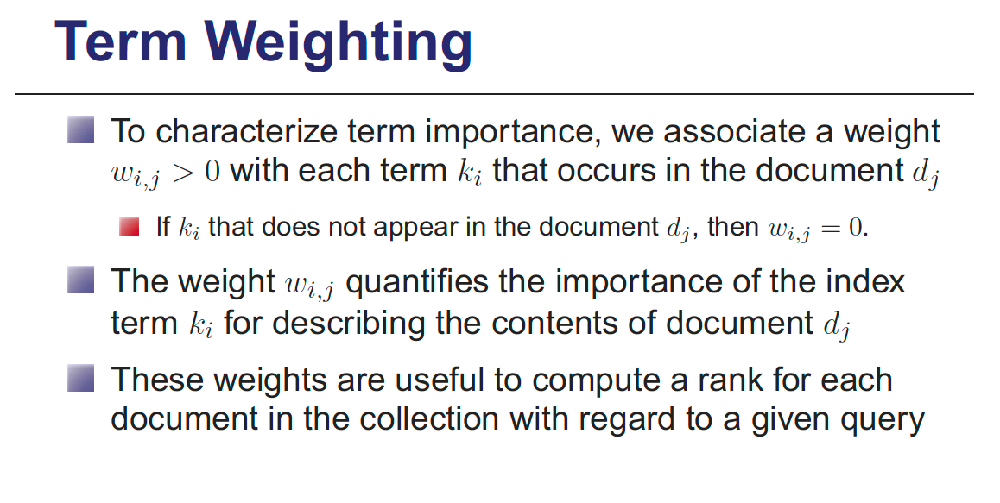 Term Weighting
To characterize term importance, we associate a weight
w_{i,j} > 0 with each term k_i that occurs in the document d_j
If k_i that does not appear in the document d_j, then w_{i,j} = 0.
The weight w_{i,j} quantifies the importance of the index
term k_i for describing the contents of document d_j
These weights are useful to compute a rank for each
document in the collection with regard to a given query